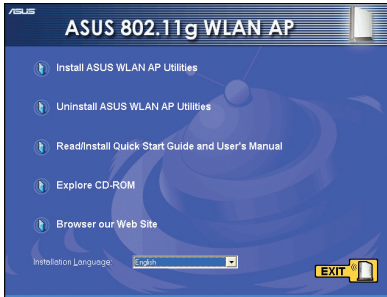 ASUS
ASUS 802.11g WLAN AP
Install ASUS WLAN AP Utilities
Uninstall ASUS WLAN AP Utilities
Read/Install Quick Start Guide and User's Manual
Explore CD-ROM
Browser our Web Site
Installation Language: English
EXIT